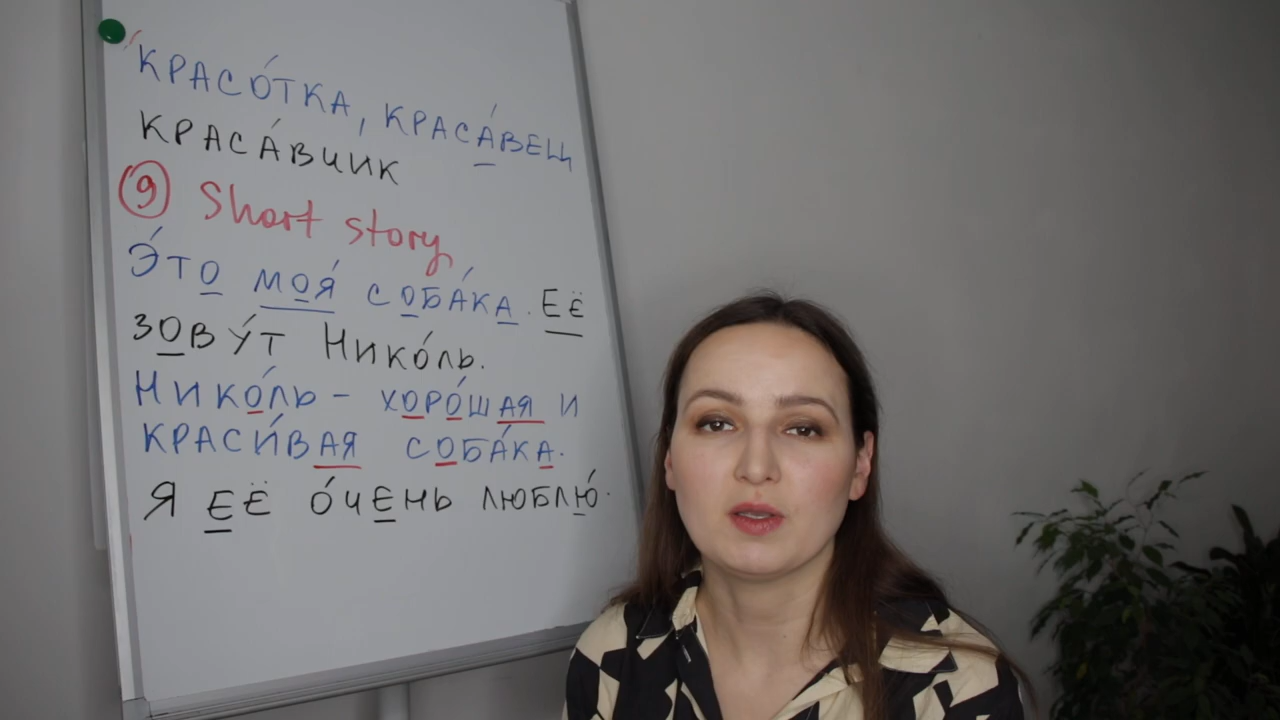 КРАСО́ТКА, КРАСА́ВЕЦ
КРАСА́ВЧИК
9 Short story
Э́ТО МОЯ́ СОБА́КА. ЕЁ
ЗОВУ́Т НИКО́ЛЬ.
НИКО́ЛЬ – ХОРО́ШАЯ И
КРАСИ́ВАЯ СОБА́КА.
Я ЕЁ О́ЧЕНЬ ЛЮБЛЮ́.